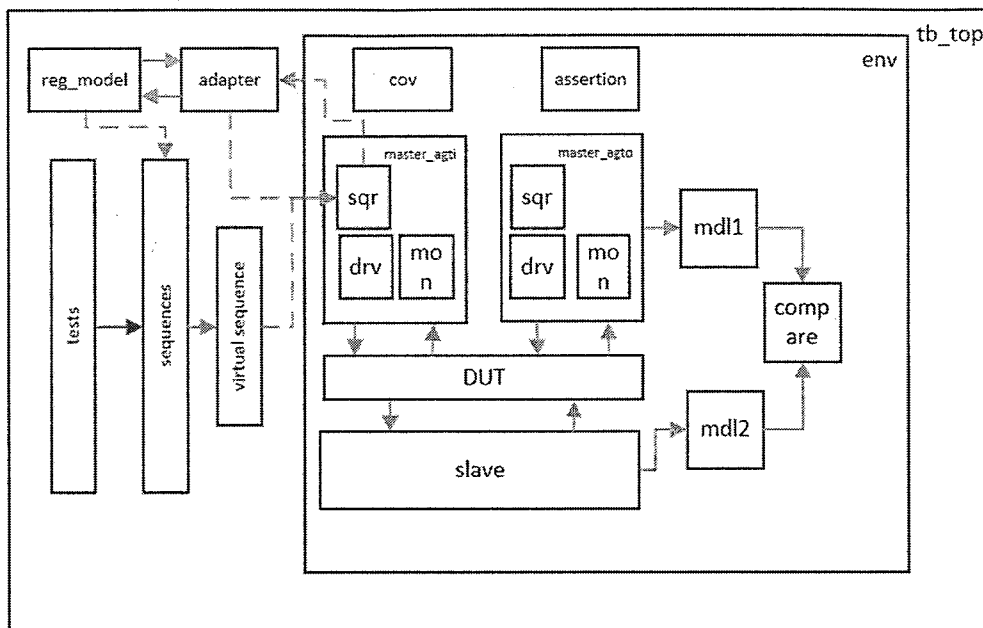 tb_top
env
reg_model
adapter
cov
assertion
master_agti
master_agto
sqr
sqr
drv
mo
n
drv
mo
n
mdl1
comp
are
tests
sequences
virtual sequence
DUT
mdl2
slave